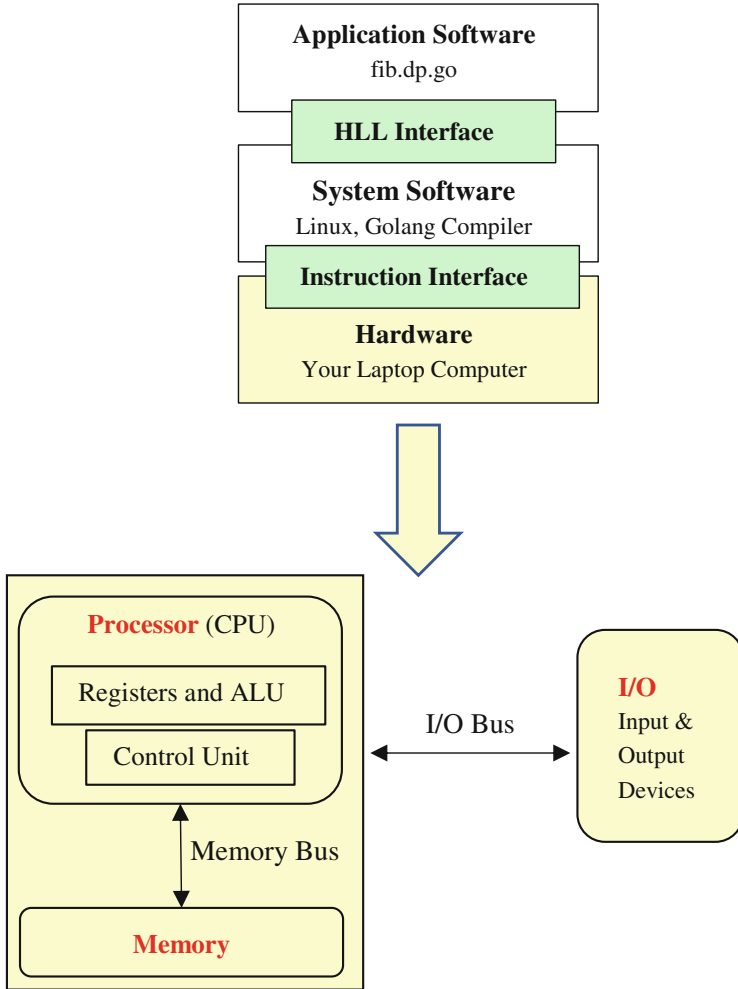 Application Software
fib.dp.go
HLL Interface
System Software
Linux, Golang Compiler
Instruction Interface
Hardware
Your Laptop Computer
Processor (CPU)
Registers and ALU
Control Unit
Memory Bus
Memory
I/O Bus
I/O
Input &
Output
Devices